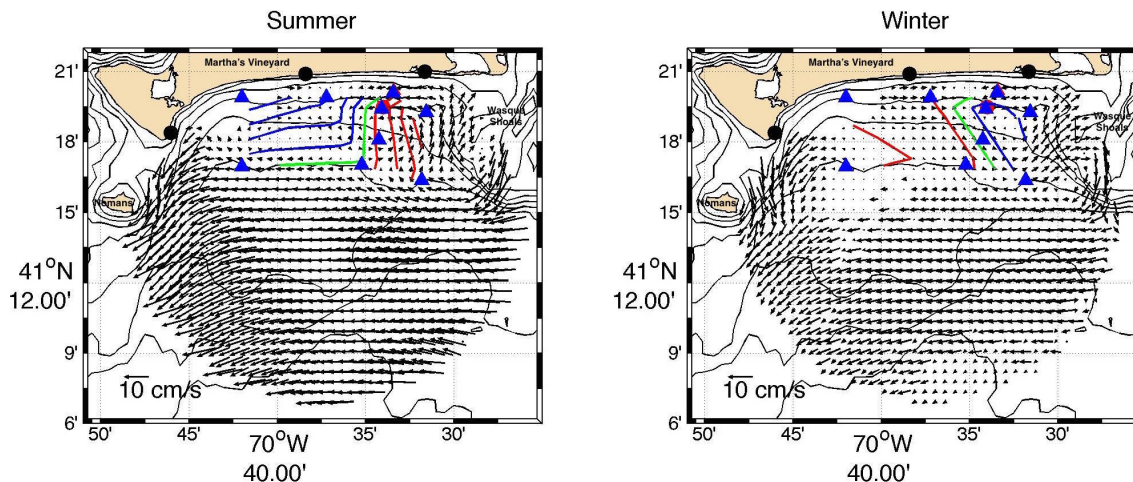 Summer
Martha's Vineyard
21'
Wasque
Shoals
18'
Nomans
15'
41°N
12.00'
9'
10 cm/s
6'
50'
45'
70°W
40.00'
35'
30'
Winter
Martha's Vineyard
21'
Wasque
Shoals
18'
Nomans
15'
41°N
12.00'
9'
10 cm/s
6'
50'
45'
70°W
40.00'
35'
30'